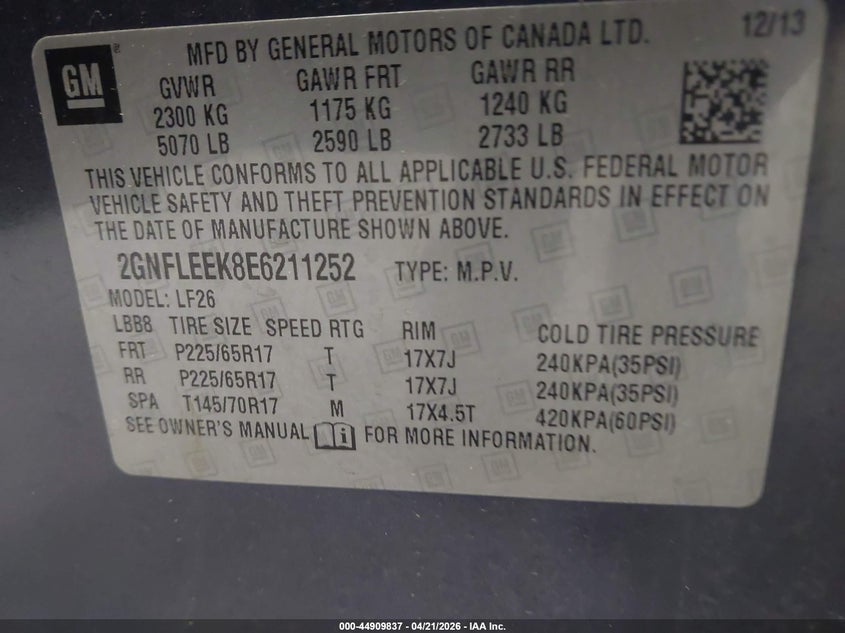 GM
®
MFD BY GENERAL MOTORS OF CANADA LTD.
12/13
GVWR GAWR FRT GAWR RR
2300 KG 1175 KG 1240 KG
5070 LB 2590 LB 2733 LB
THIS VEHICLE CONFORMS TO ALL APPLICABLE U.S. FEDERAL MOTOR
VEHICLE SAFETY AND THEFT PREVENTION STANDARDS IN EFFECT ON
THE DATE OF MANUFACTURE SHOWN ABOVE.
2GNFLEEK8E6211252 TYPE: M.P.V.
MODEL: LF26
LBB8 TIRE SIZE SPEED RTG RIM COLD TIRE PRESSURE
FRT P225/65R17 T 17X7J 240KPA(35PSI)
RR P225/65R17 T 17X7J 240KPA(35PSI)
SPA T145/70R17 M 17X4.5T 420KPA(60PSI)
SEE OWNER'S MANUAL i FOR MORE INFORMATION.
000-44909837 - 04/21/2026 - IAA Inc.